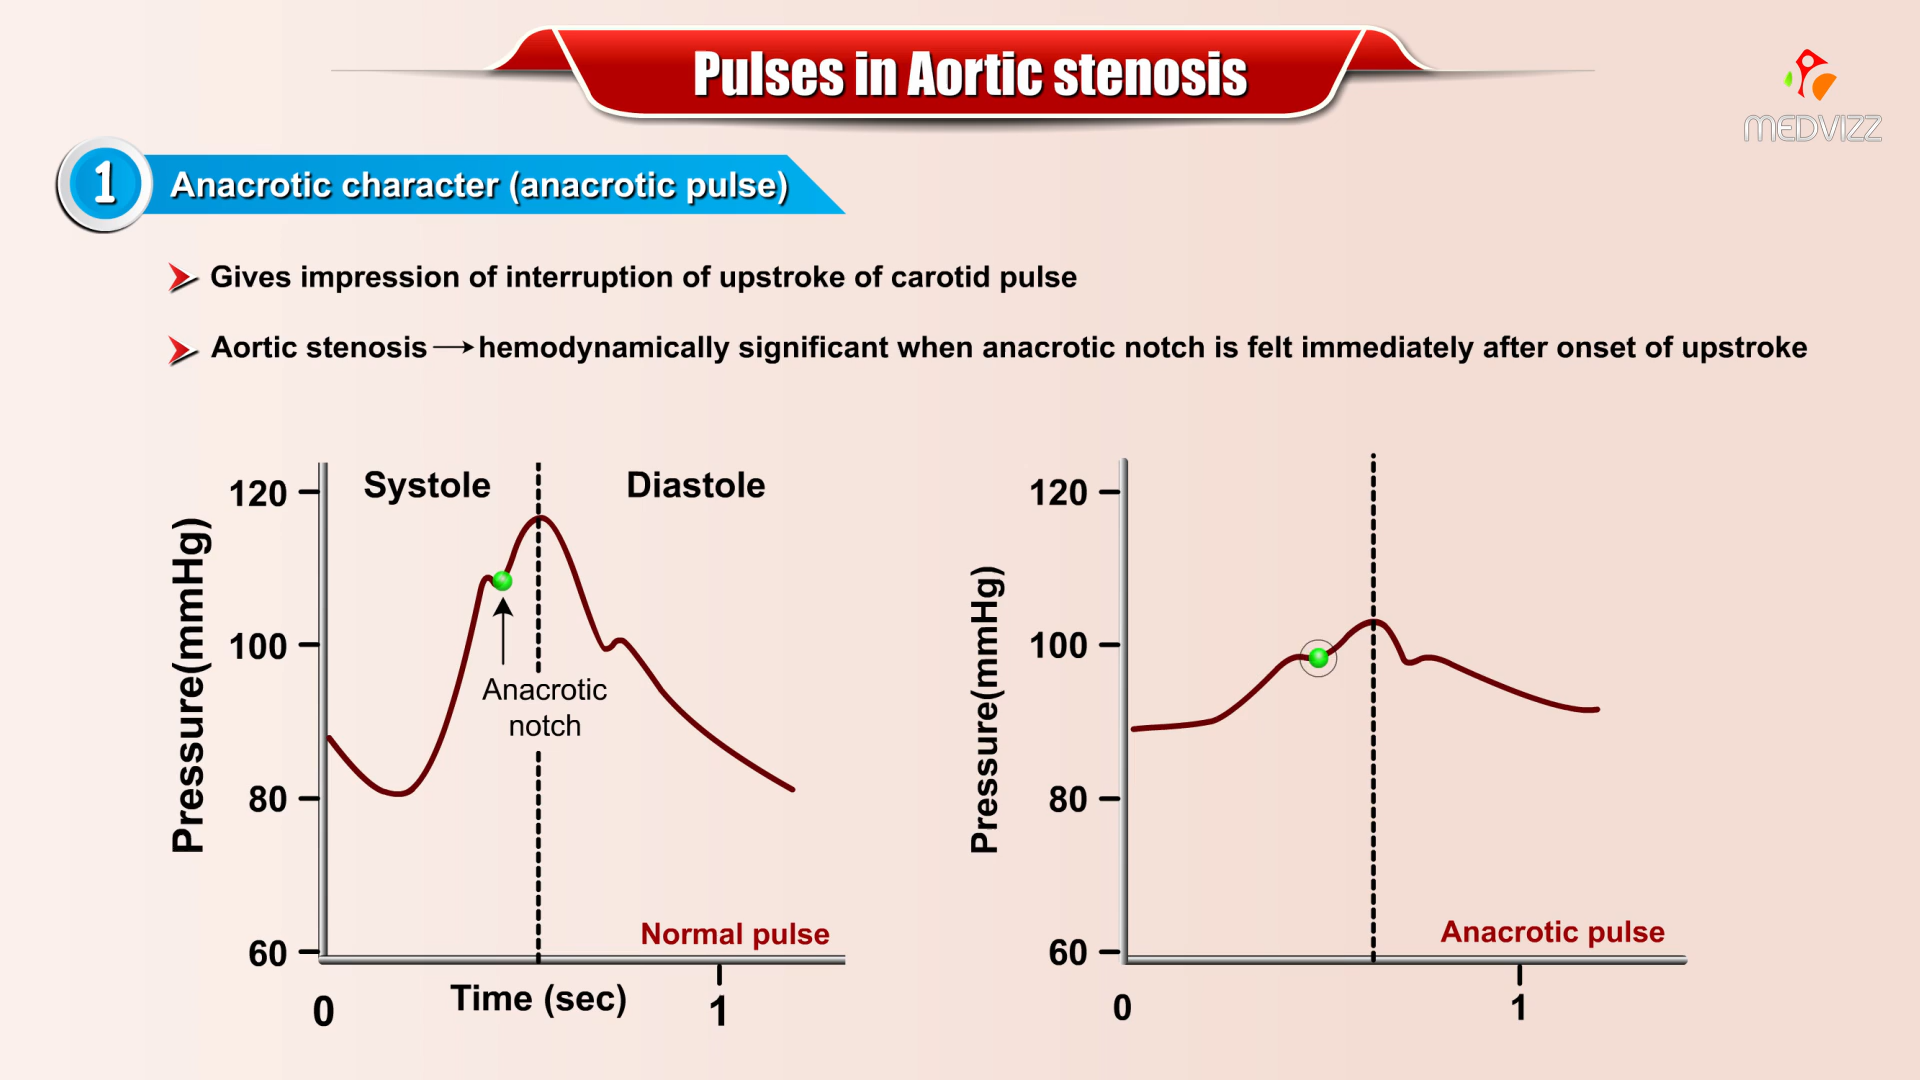 Pulses in Aortic stenosis
MEDVIZZ
1 Anacrotic character (anacrotic pulse)
Gives impression of interruption of upstroke of carotid pulse
Aortic stenosis → hemodynamically significant when anacrotic notch is felt immediately after onset of upstroke
Pressure(mmHg)
120
100
80
60
Systole
Diastole
Anacrotic
notch
Normal pulse
0
Time (sec)
1
Pressure(mmHg)
120
100
80
60
Anacrotic pulse
0
1